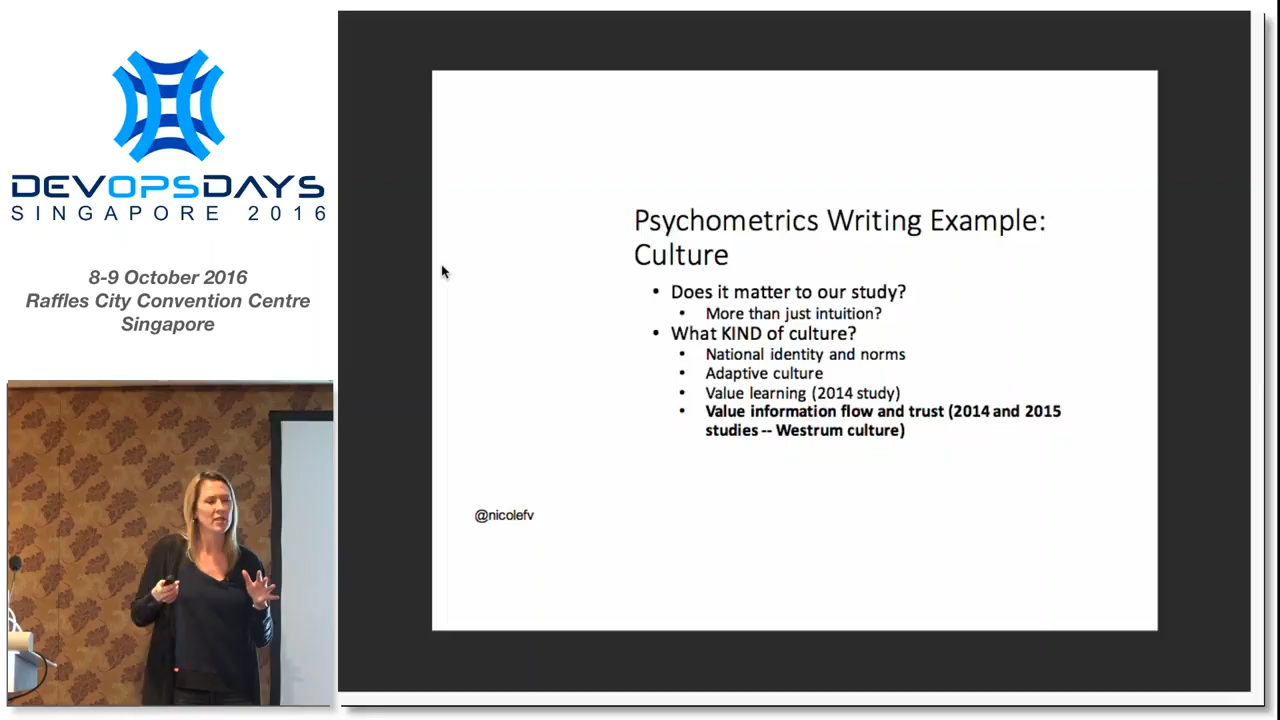 DEVOPSDAYS
SINGAPORE 2016
8-9 October 2016
Raffles City Convention Centre
Singapore
Psychometrics Writing Example:
Culture
• Does it matter to our study?
• More than just intuition?
• What KIND of culture?
• National identity and norms
• Adaptive culture
• Value learning (2014 study)
• Value information flow and trust (2014 and 2015
studies -- Westrum culture)
@nicolefv